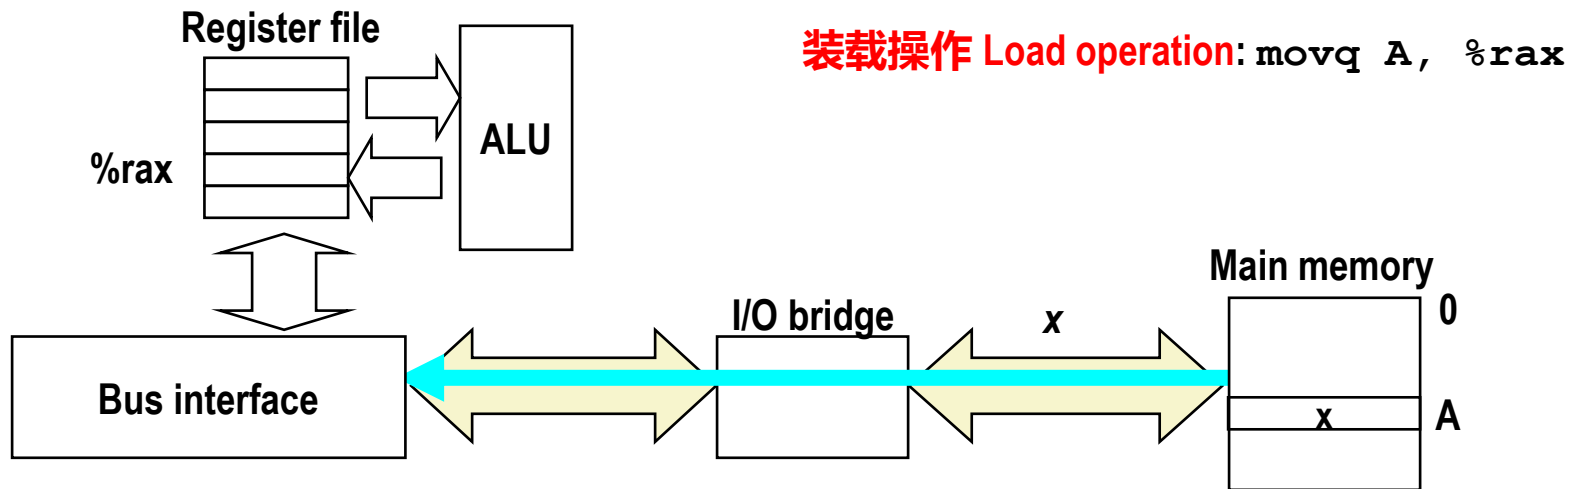 Register file
装载操作 Load operation: movq A, %rax
ALU
%rax
Main memory
I/O bridge
x
0
Bus interface
x
A